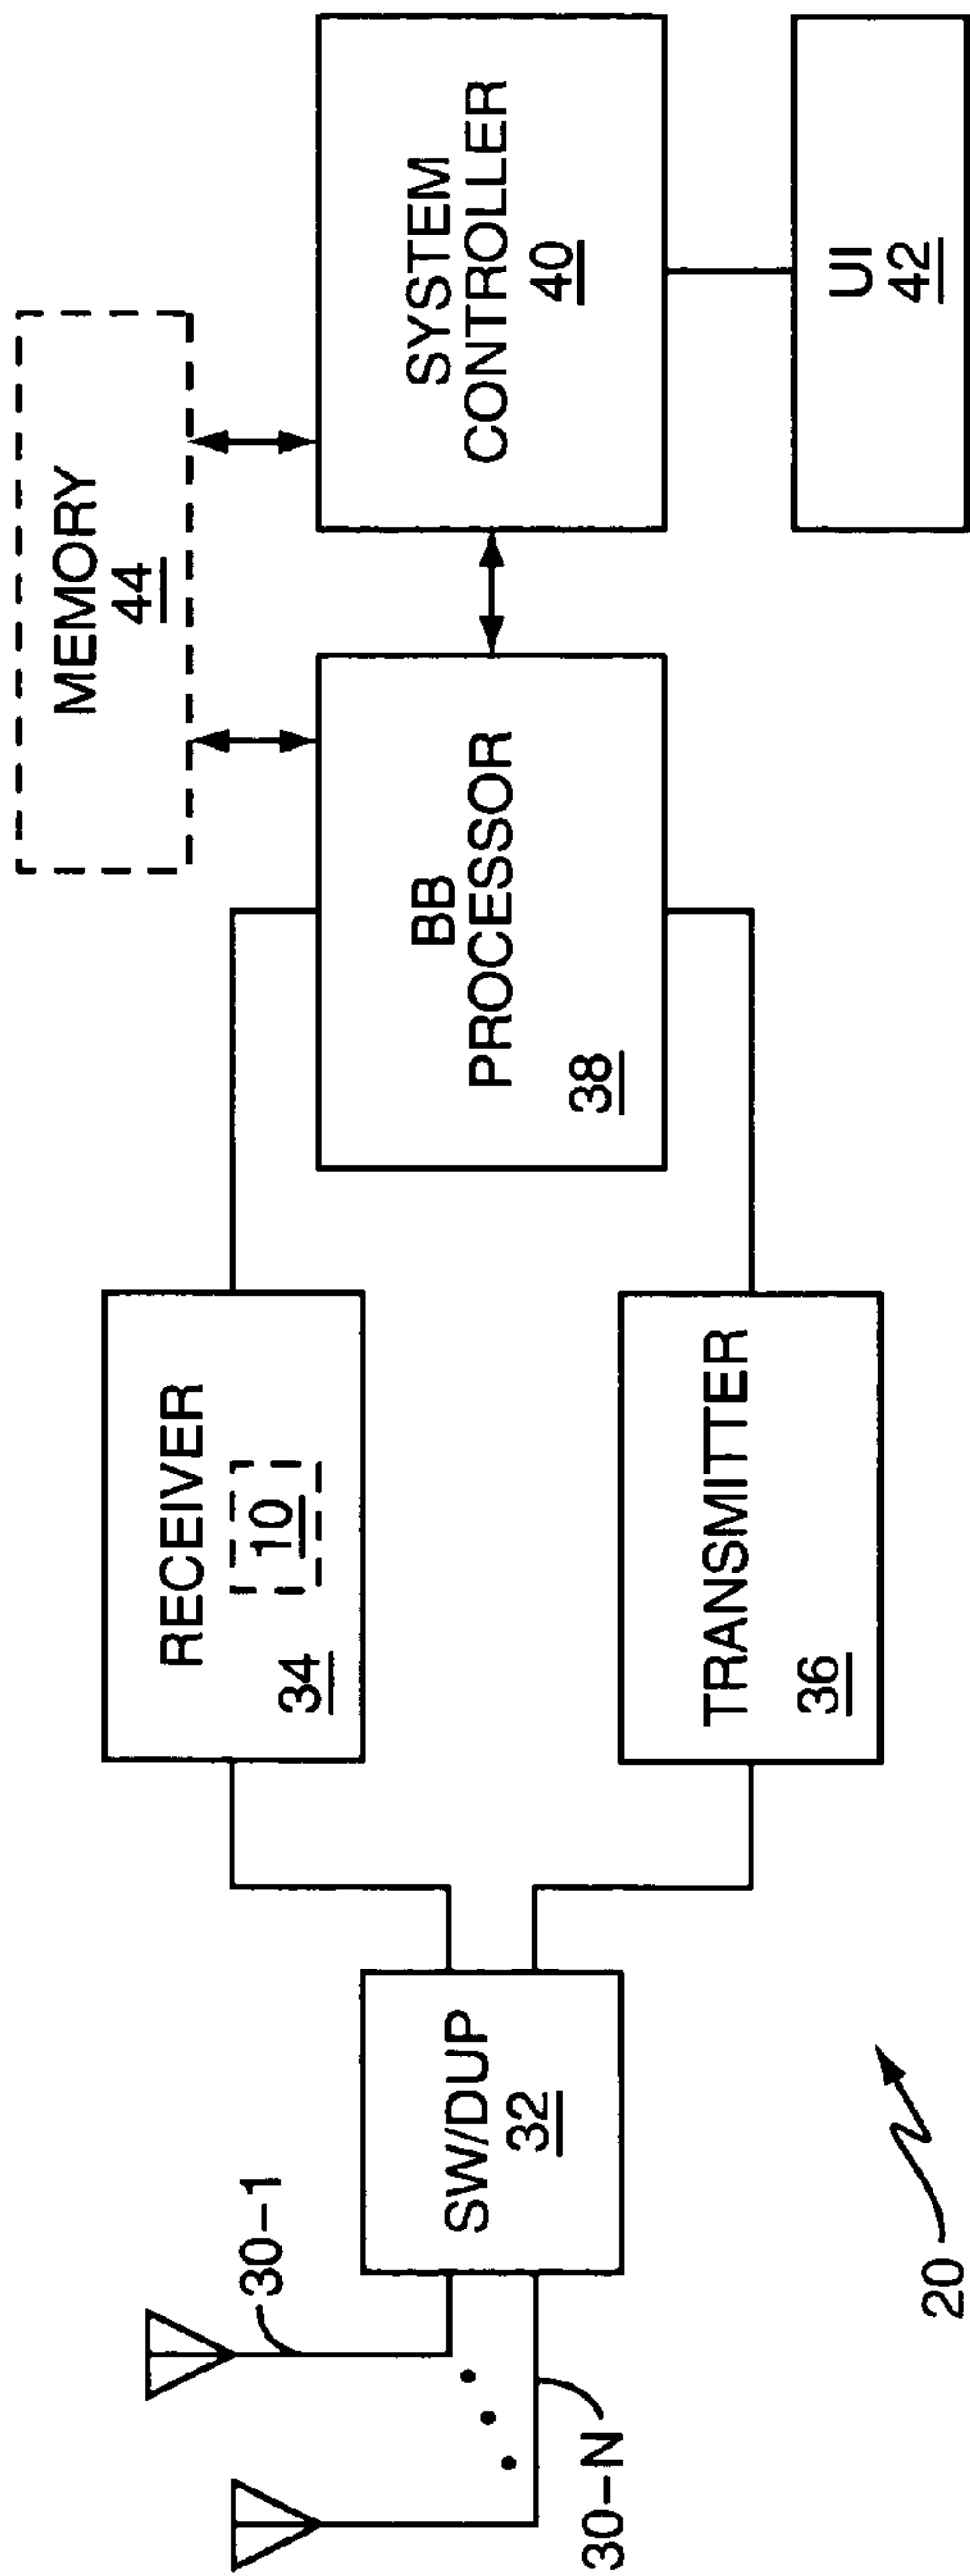 MEMORY
44
SYSTEM
CONTROLLER
40
UI
42
BB
PROCESSOR
38
RECEIVER
10
34
TRANSMITTER
36
SW/DUP
32
30-1
30-N
20